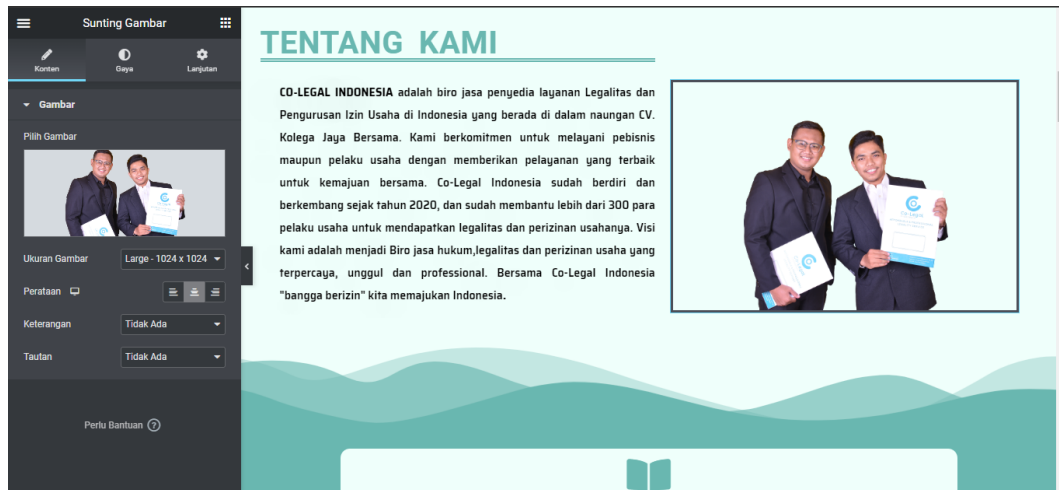 Sunting Gambar
Konten
Gaya
Lanjutan
Gambar
Pilih Gambar
Ukuran Gambar
Large - 1024 x 1024
Perataan
Keterangan
Tidak Ada
Tautan
Tidak Ada
Perlu Bantuan ?
TENTANG KAMI
CO-LEGAL INDONESIA adalah biro jasa penyedia layanan Legalitas dan
Pengurusan Izin Usaha di Indonesia yang berada di dalam naungan CV.
Kolega Jaya Bersama. Kami berkomitmen untuk melayani pebisnis
maupun pelaku usaha dengan memberikan pelayanan yang terbaik
untuk kemajuan bersama. Co-Legal Indonesia sudah berdiri dan
berkembang sejak tahun 2020, dan sudah membantu lebih dari 300 para
pelaku usaha untuk mendapatkan legalitas dan perizinan usahanya. Visi
kami adalah menjadi Biro jasa hukum,legalitas dan perizinan usaha yang
terpercaya, unggul dan professional. Bersama Co-Legal Indonesia
"bangga berizin" kita memajukan Indonesia.
Co-Legal